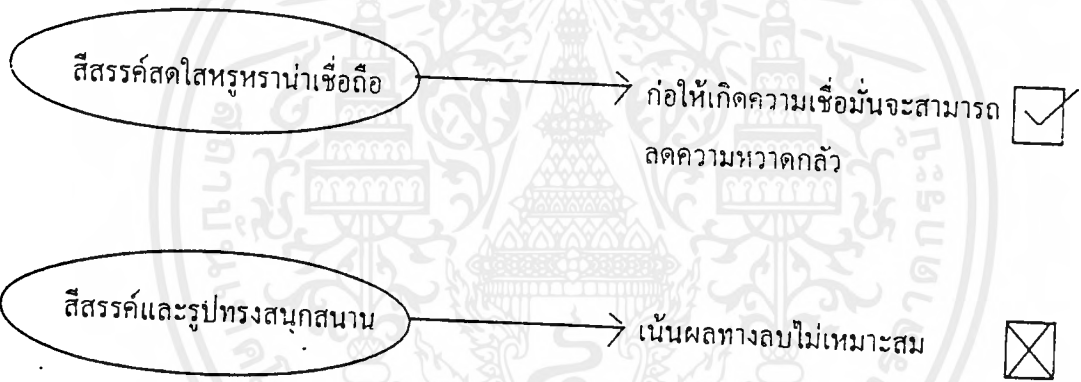 สีสรรค์สดใสหรูหราน่าเชื่อถือ
ก่อให้เกิดความเชื่อมั่นจะสามารถ
ลดความหวาดกลัว
สีสรรค์และรูปทรงสนุกสนาน
เน้นผลทางลบไม่เหมาะสม